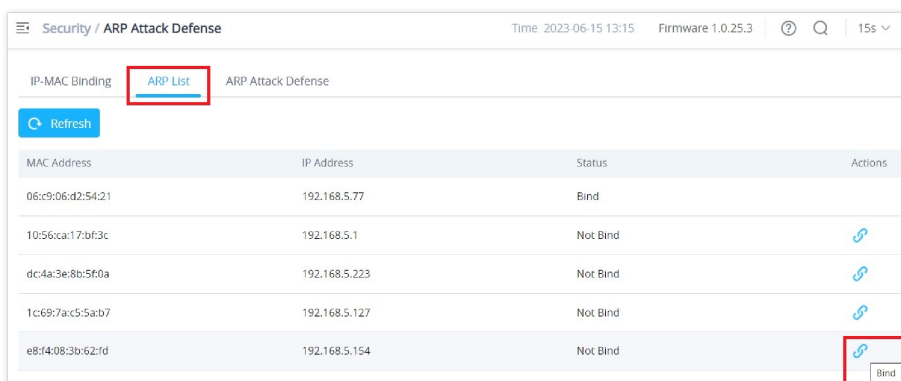 Security / ARP Attack Defense Time 2023-06-15 13:15 Firmware 1.0.25.3 15s
IP-MAC Binding ARP List ARP Attack Defense
Refresh
MAC Address IP Address Status Actions
06:c9:06:d2:54:21 192.168.5.77 Bind
10:56:ca:17:bf:3c 192.168.5.1 Not Bind
dc:4a:3e:8b:5f:0a 192.168.5.223 Not Bind
1c:69:7a:c5:5a:b7 192.168.5.127 Not Bind
e8:f4:08:3b:62:fd 192.168.5.154 Not Bind
Bind